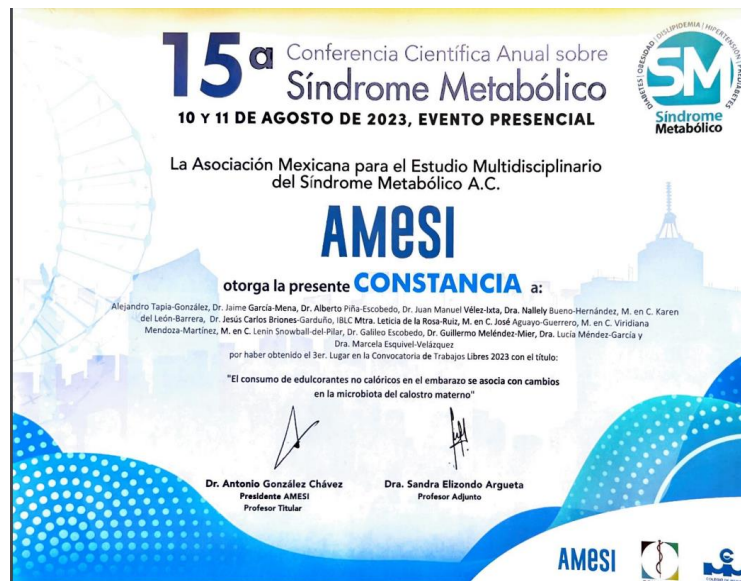 15ª Conferencia Científica Anual sobre
Síndrome Metabólico
10 Y 11 DE AGOSTO DE 2023, EVENTO PRESENCIAL
DIABETES | OBESIDAD | DISLIPIDEMIA | HIPERTENSIÓN | PREDIABETES
SM
Síndrome
Metabólico
La Asociación Mexicana para el Estudio Multidisciplinario
del Síndrome Metabólico A.C.
AMESI
otorga la presente CONSTANCIA a:
Alejandro Tapia-González, Dr. Jaime García-Mena, Dr. Alberto Piña-Escobedo, Dr. Juan Manuel Vélez-Ixta, Dra. Nallely Bueno-Hernández, M. en C. Karen
del León-Barrera, Dr. Jesús Carlos Briones-Garduño, IBLC Mtra. Leticia de la Rosa-Ruiz, M. en C. José Aguayo-Guerrero, M. en C. Viridiana
Mendoza-Martínez, M. en C. Lenin Snowball-del-Pilar, Dr. Galileo Escobedo, Dr. Guillermo Meléndez-Mier, Dra. Lucía Méndez-García y
Dra. Marcela Esquivel-Velázquez
por haber obtenido el 3er. Lugar en la Convocatoria de Trabajos Libres 2023 con el título:
"El consumo de edulcorantes no calóricos en el embarazo se asocia con cambios
en la microbiota del calostro materno"
Dr. Antonio González Chávez
Presidente AMESI
Profesor Titular
Dra. Sandra Elizondo Argueta
Profesor Adjunto
AMESI